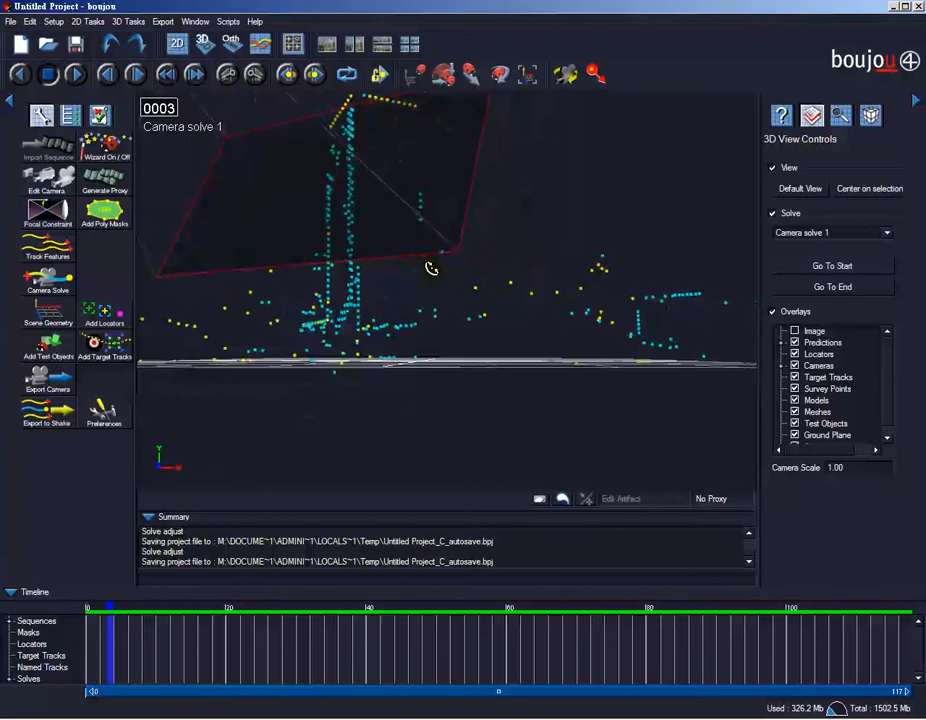 Untitled Project - boujou
File Edit Setup 2D Tasks 3D Tasks Export Window Scripts Help
2D 3D Orth
boujou 4
0003
Camera solve 1
Import Sequence Wizard On / Off
Edit Camera Generate Proxy
Focal Constraint Add Poly Masks
Track Features
Camera Solve
Scene Geometry Add Locators
Add Test Objects Add Target Tracks
Export Camera
Export to Shake Preferences
3D View Controls
View
Default View Center on selection
Solve
Camera solve 1
Go To Start
Go To End
Overlays
Image
Predictions
Locators
Cameras
Target Tracks
Survey Points
Models
Meshes
Test Objects
Ground Plane
Camera Scale 1.00
Y
X
Edit Artifact No Proxy
Summary
Solve adjust
Saving project file to : M:\DOCUME~1\ADMINI~1\LOCALS~1\Temp\Untitled Project_C_autosave.bpj
Solve adjust
Saving project file to : M:\DOCUME~1\ADMINI~1\LOCALS~1\Temp\Untitled Project_C_autosave.bpj
Timeline
0 20 40 60 80 100
Sequences
Masks
Locators
Target Tracks
Named Tracks
Solves
0 117
Used : 326.2 Mb Total : 1502.5 Mb